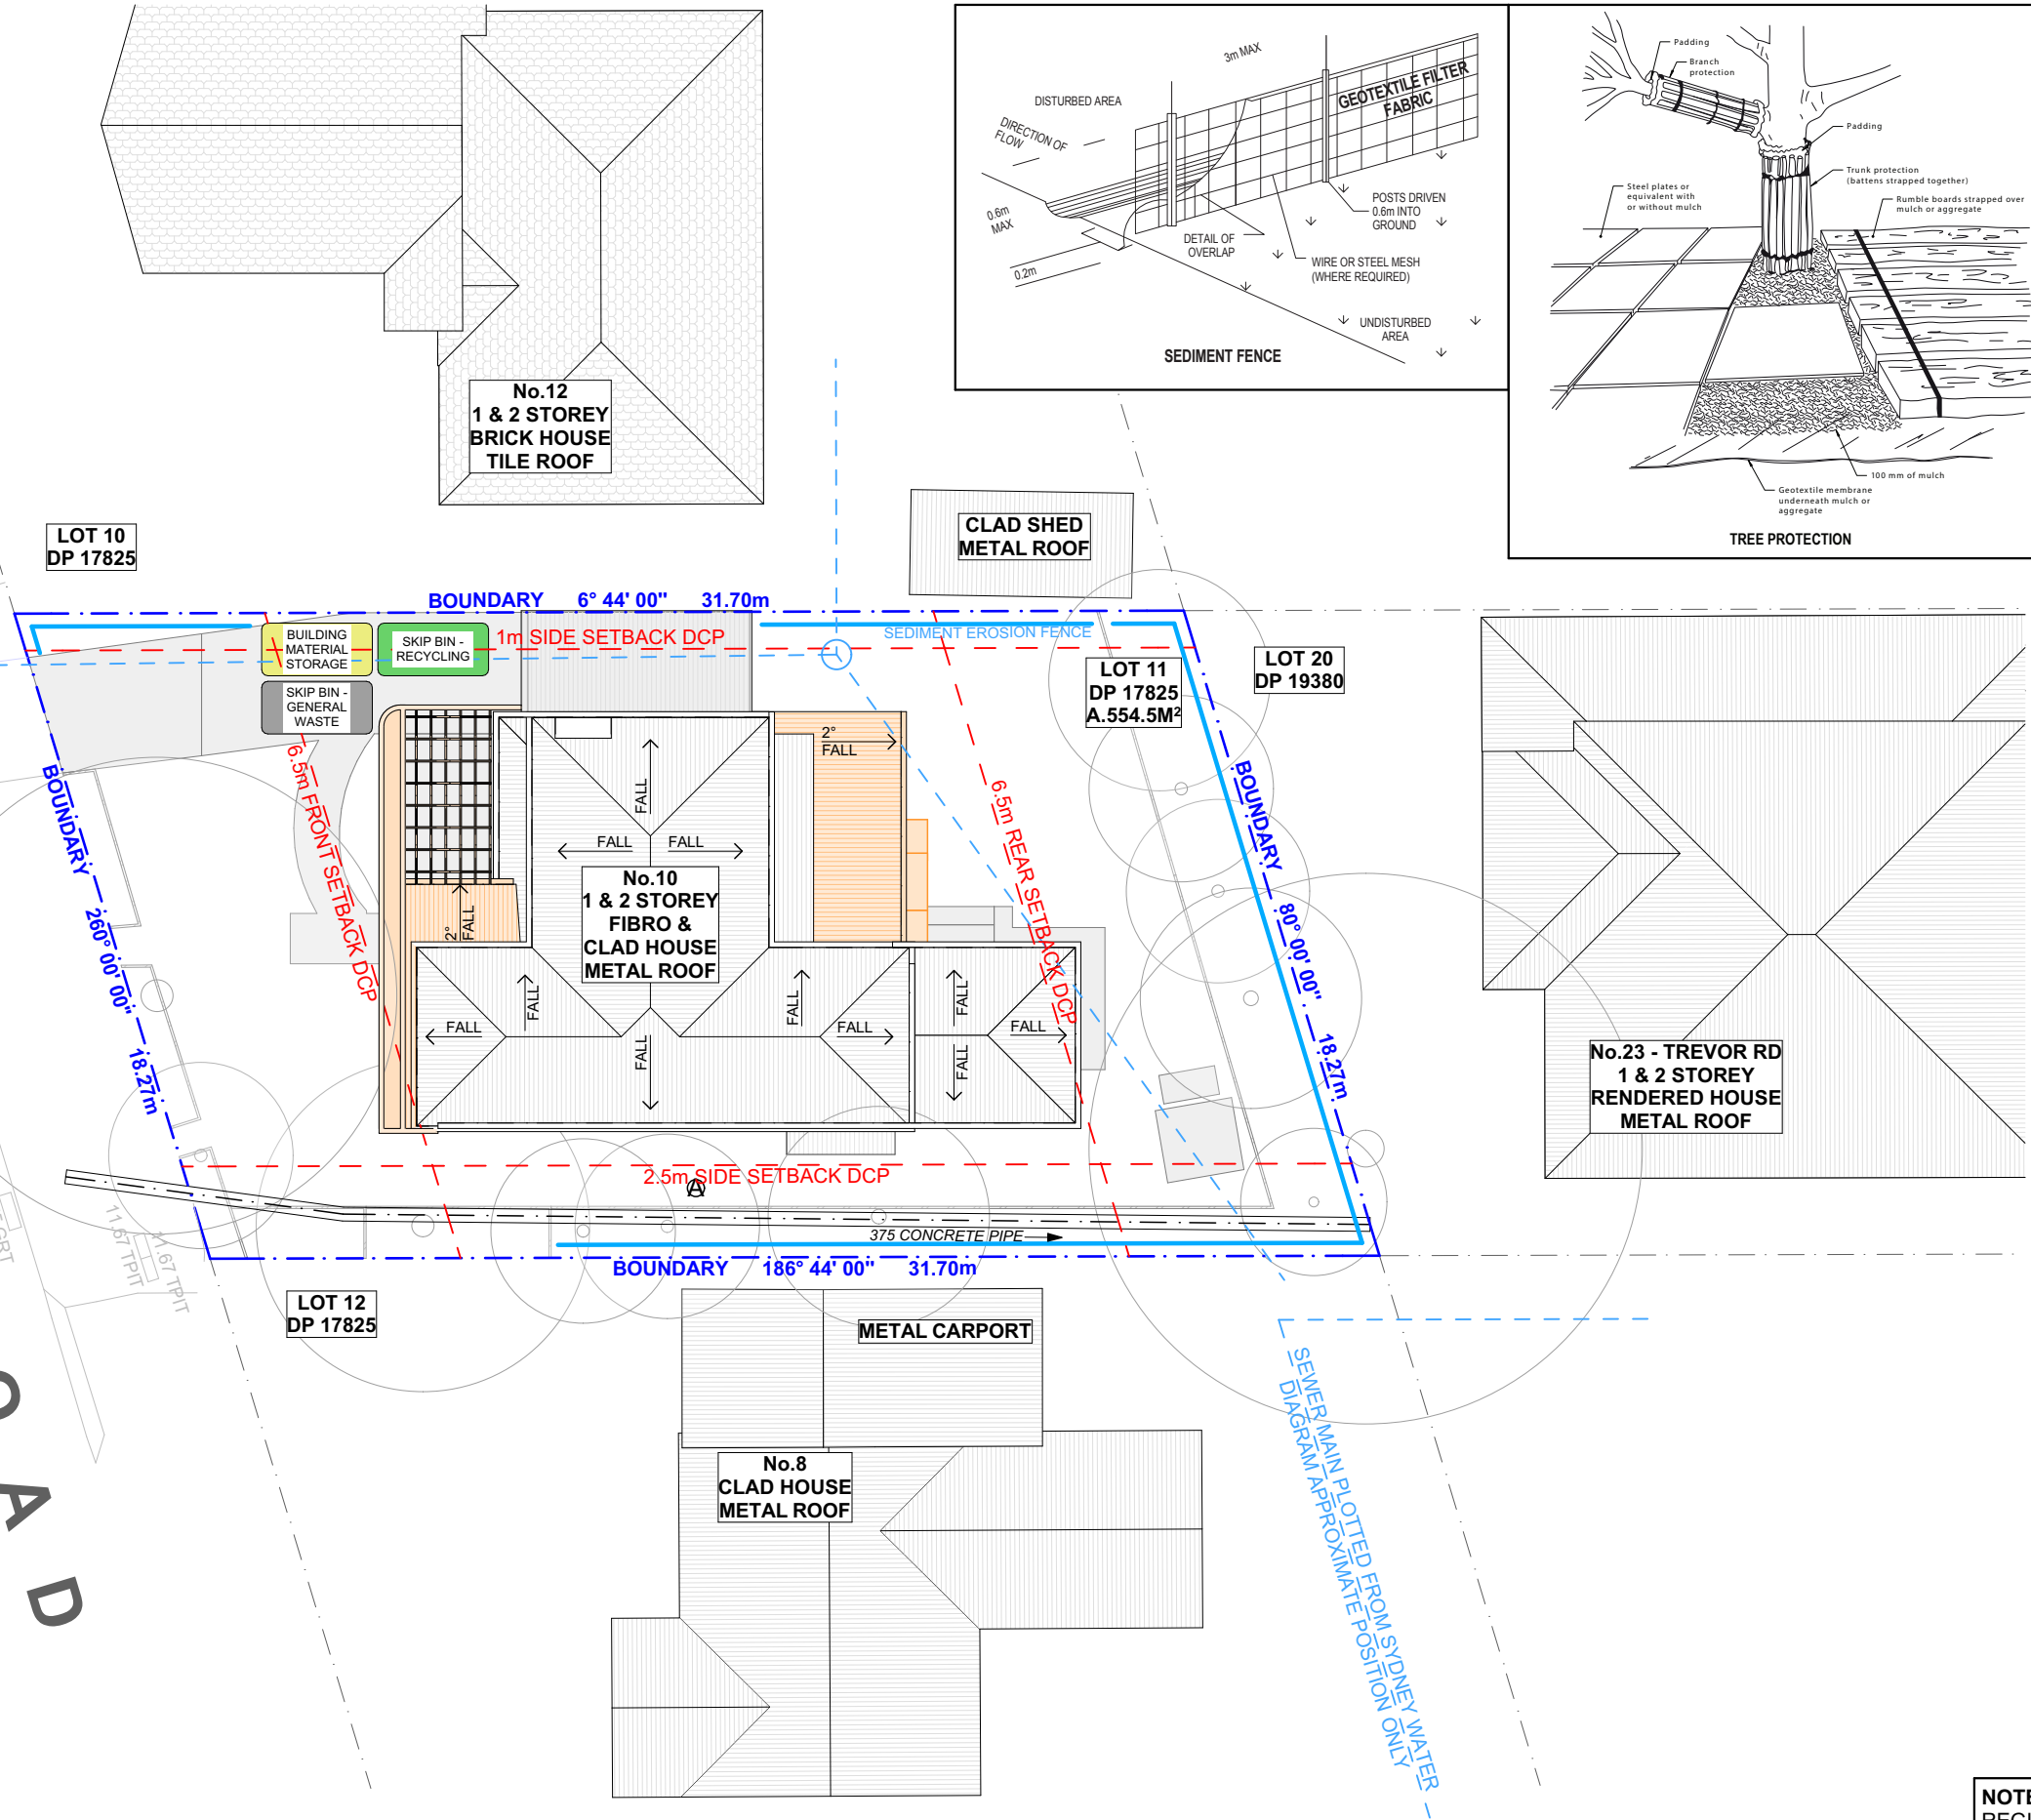 3m MAX
GEOTEXTILE FILTER
FABRIC
DISTURBED AREA
DIRECTION OF
FLOW
0.6m
MAX
0.2m
DETAIL OF
OVERLAP
POSTS DRIVEN
0.6m INTO
GROUND
WIRE OR STEEL MESH
(WHERE REQUIRED)
UNDISTURBED
AREA
SEDIMENT FENCE
Padding
Branch
protection
Padding
Trunk protection
(battens strapped together)
Steel plates or
equivalent with
or without mulch
Rumble boards strapped over
mulch or aggregate
100 mm of mulch
Geotextile membrane
underneath mulch or
aggregate
TREE PROTECTION
No.12
1 & 2 STOREY
BRICK HOUSE
TILE ROOF
LOT 10
DP 17825
CLAD SHED
METAL ROOF
BOUNDARY 6° 44' 00" 31.70m
BUILDING
MATERIAL
STORAGE
SKIP BIN -
RECYCLING
SKIP BIN -
GENERAL
WASTE
1m SIDE SETBACK DCP
SEDIMENT EROSION FENCE
LOT 11
DP 17825
A.554.5M²
LOT 20
DP 19380
BOUNDARY 260° 00' 00" 18.27m
6.5m FRONT SETBACK DCP
2°
FALL
FALL
FALL
FALL
2°
FALL
No.10
1 & 2 STOREY
FIBRO &
CLAD HOUSE
METAL ROOF
6.5m REAR SETBACK DCP
BOUNDARY 80° 00' 00" 18.27m
FALL
FALL
FALL
FALL
FALL
FALL
FALL
FALL
No.23 - TREVOR RD
1 & 2 STOREY
RENDERED HOUSE
METAL ROOF
2.5m SIDE SETBACK DCP
A
375 CONCRETE PIPE
BOUNDARY 186° 44' 00" 31.70m
11.67 TPIT
11.67 TPIT
LOT 12
DP 17825
METAL CARPORT
No.8
CLAD HOUSE
METAL ROOF
SEWER MAIN PLOTTED FROM SYDNEY WATER
DIAGRAM APPROXIMATE POSITION ONLY
OAD
NOTE